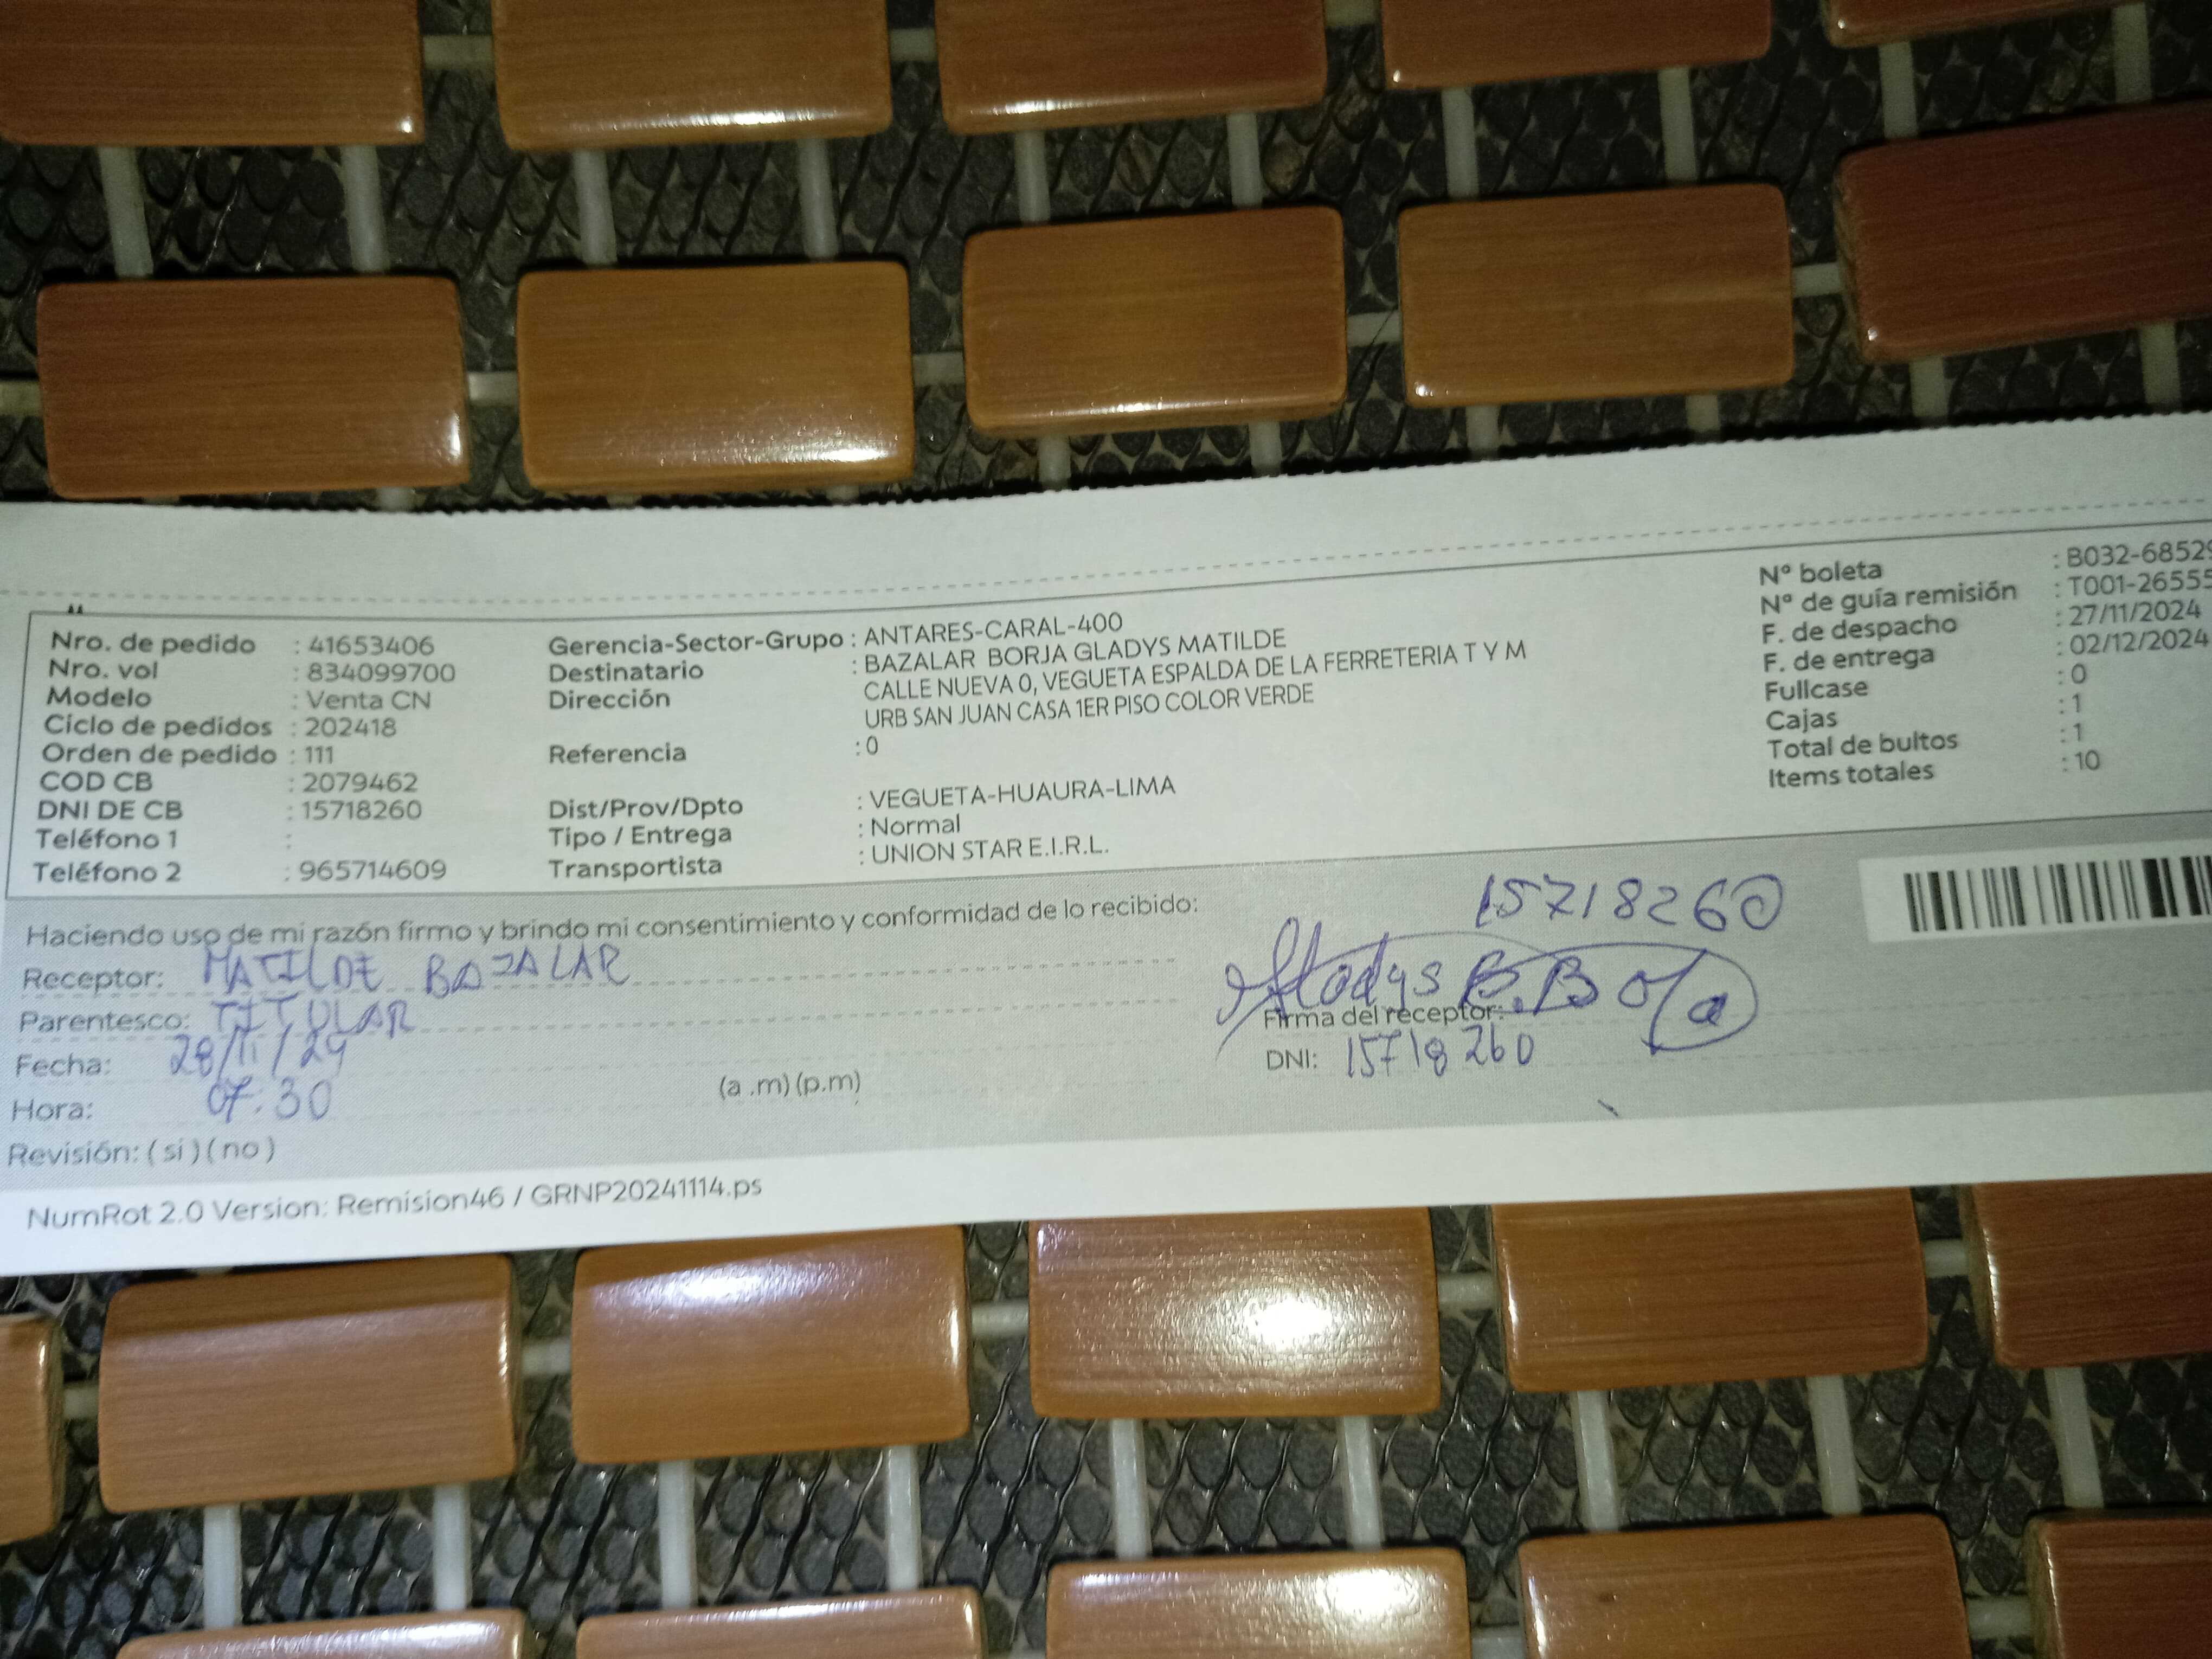 Nro. de pedido : 41653406
Nro. vol : 834099700
Modelo : Venta CN
Ciclo de pedidos : 202418
Orden de pedido : 111
COD CB : 2079462
DNI DE CB : 15718260
Teléfono 1 :
Teléfono 2 : 965714609
Gerencia-Sector-Grupo : ANTARES-CARAL-400
Destinatario : BAZALAR BORJA GLADYS MATILDE
Dirección CALLE NUEVA 0, VEGUETA ESPALDA DE LA FERRETERIA T Y M
URB SAN JUAN CASA 1ER PISO COLOR VERDE
Referencia : 0
Dist/Prov/Dpto : VEGUETA-HUAURA-LIMA
Tipo / Entrega : Normal
Transportista : UNION STAR E.I.R.L.
Nº boleta : B032-68529
Nº de guía remisión : T001-26555
F. de despacho : 27/11/2024
F. de entrega : 02/12/2024
Fullcase : 0
Cajas : 1
Total de bultos : 1
Items totales : 10
Haciendo uso de mi razón firmo y brindo mi consentimiento y conformidad de lo recibido:
Receptor: MATILDE BAZALAR
Parentesco: TITULAR
Fecha: 28/11/24
Hora: 07:30 (a .m) (p.m)
Revisión: ( si ) ( no )
15718260
Gladys B.B
Firma del receptor:
DNI: 15718260
NumRot 2.0 Version: Remision46 / GRNP20241114.ps